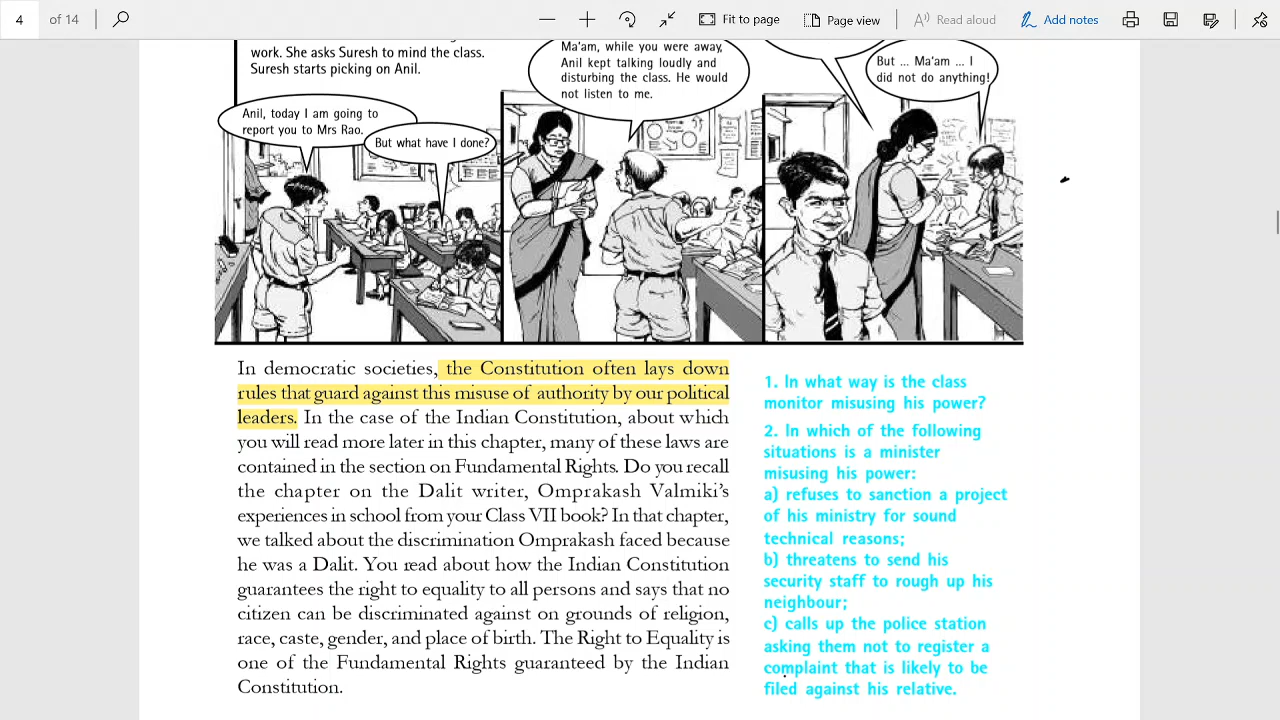 4 of 14
Fit to page
Page view
Read aloud
Add notes
work. She asks Suresh to mind the class.
Suresh starts picking on Anil.
Anil, today I am going to
report you to Mrs Rao.
But what have I done?
Ma'am, while you were away,
Anil kept talking loudly and
disturbing the class. He would
not listen to me.
But ... Ma'am ... I
did not do anything!
In democratic societies, the Constitution often lays down
rules that guard against this misuse of authority by our political
leaders. In the case of the Indian Constitution, about which
you will read more later in this chapter, many of these laws are
contained in the section on Fundamental Rights. Do you recall
the chapter on the Dalit writer, Omprakash Valmiki's
experiences in school from your Class VII book? In that chapter,
we talked about the discrimination Omprakash faced because
he was a Dalit. You read about how the Indian Constitution
guarantees the right to equality to all persons and says that no
citizen can be discriminated against on grounds of religion,
race, caste, gender, and place of birth. The Right to Equality is
one of the Fundamental Rights guaranteed by the Indian
Constitution.
1. In what way is the class
monitor misusing his power?
2. In which of the following
situations is a minister
misusing his power:
a) refuses to sanction a project
of his ministry for sound
technical reasons;
b) threatens to send his
security staff to rough up his
neighbour;
c) calls up the police station
asking them not to register a
complaint that is likely to be
filed against his relative.